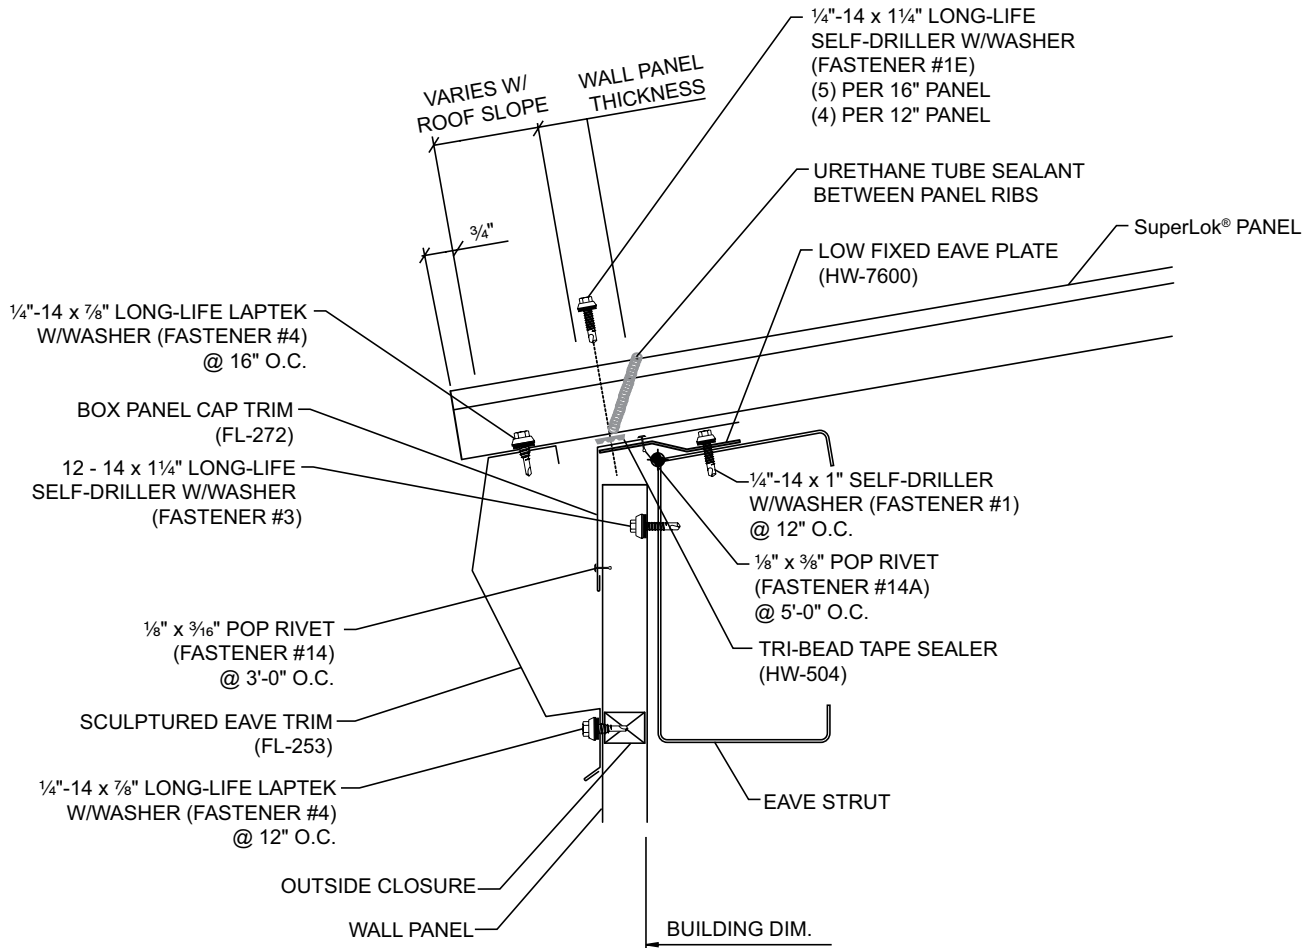 ¼"-14 x 1¼" LONG-LIFE
SELF-DRILLER W/WASHER
(FASTENER #1E)
(5) PER 16" PANEL
(4) PER 12" PANEL
VARIES W/
ROOF SLOPE
WALL PANEL
THICKNESS
URETHANE TUBE SEALANT
BETWEEN PANEL RIBS
SuperLok® PANEL
¾"
LOW FIXED EAVE PLATE
(HW-7600)
¼"-14 x ⅞" LONG-LIFE LAPTEK
W/WASHER (FASTENER #4)
@ 16" O.C.
BOX PANEL CAP TRIM
(FL-272)
12 - 14 x 1¼" LONG-LIFE
SELF-DRILLER W/WASHER
(FASTENER #3)
¼"-14 x 1" SELF-DRILLER
W/WASHER (FASTENER #1)
@ 12" O.C.
⅛" x ⅜" POP RIVET
(FASTENER #14A)
@ 5'-0" O.C.
⅛" x 3⁄16" POP RIVET
(FASTENER #14)
@ 3'-0" O.C.
TRI-BEAD TAPE SEALER
(HW-504)
SCULPTURED EAVE TRIM
(FL-253)
¼"-14 x ⅞" LONG-LIFE LAPTEK
W/WASHER (FASTENER #4)
@ 12" O.C.
EAVE STRUT
OUTSIDE CLOSURE
WALL PANEL
BUILDING DIM.